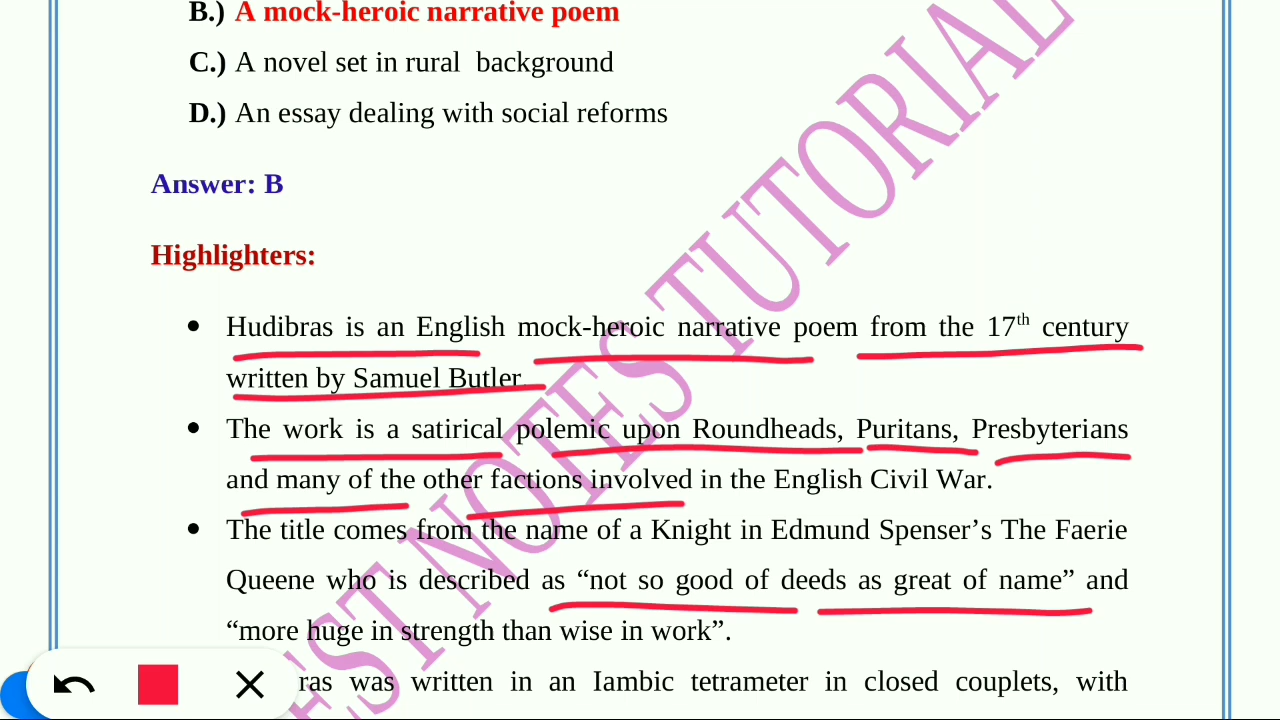 B.) A mock-heroic narrative poem
C.) A novel set in rural background
D.) An essay dealing with social reforms
Answer: B
Highlighters:
• Hudibras is an English mock-heroic narrative poem from the 17th century
written by Samuel Butler.
• The work is a satirical polemic upon Roundheads, Puritans, Presbyterians
and many of the other factions involved in the English Civil War.
• The title comes from the name of a Knight in Edmund Spenser’s The Faerie
Queene who is described as “not so good of deeds as great of name” and
“more huge in strength than wise in work”.
ras was written in an Iambic tetrameter in closed couplets, with
EST NOTES TUTORIAL